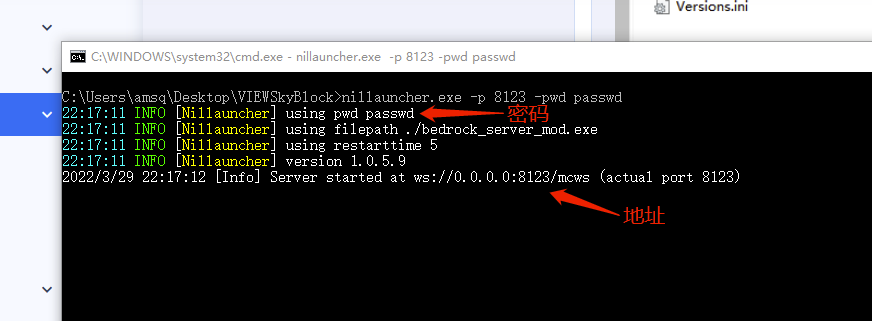 Versions.ini
C:\WINDOWS\system32\cmd.exe - nillauncher.exe  -p 8123 -pwd passwd
C:\Users\amsq\Desktop\VIEWSkyBlock>nillauncher.exe -p 8123 -pwd passwd
22:17:11 INFO [Nillauncher] using pwd passwd
密码
22:17:11 INFO [Nillauncher] using filepath ./bedrock_server_mod.exe
22:17:11 INFO [Nillauncher] using restarttime 5
22:17:11 INFO [Nillauncher] version 1.0.5.9
2022/3/29 22:17:12 [Info] Server started at ws://0.0.0.0:8123/mcws (actual port 8123)
地址